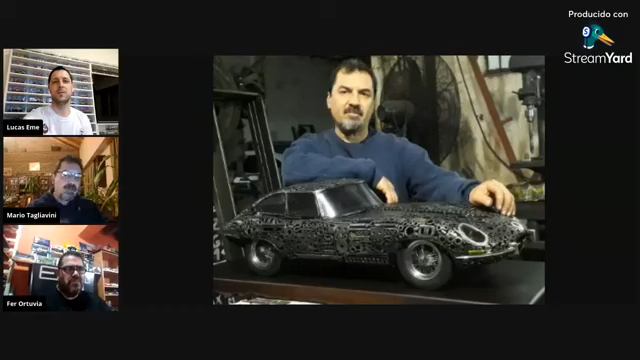 Producido con
StreamYard
Lucas Eme
Mario Tagliavini
Fer Ortuvia